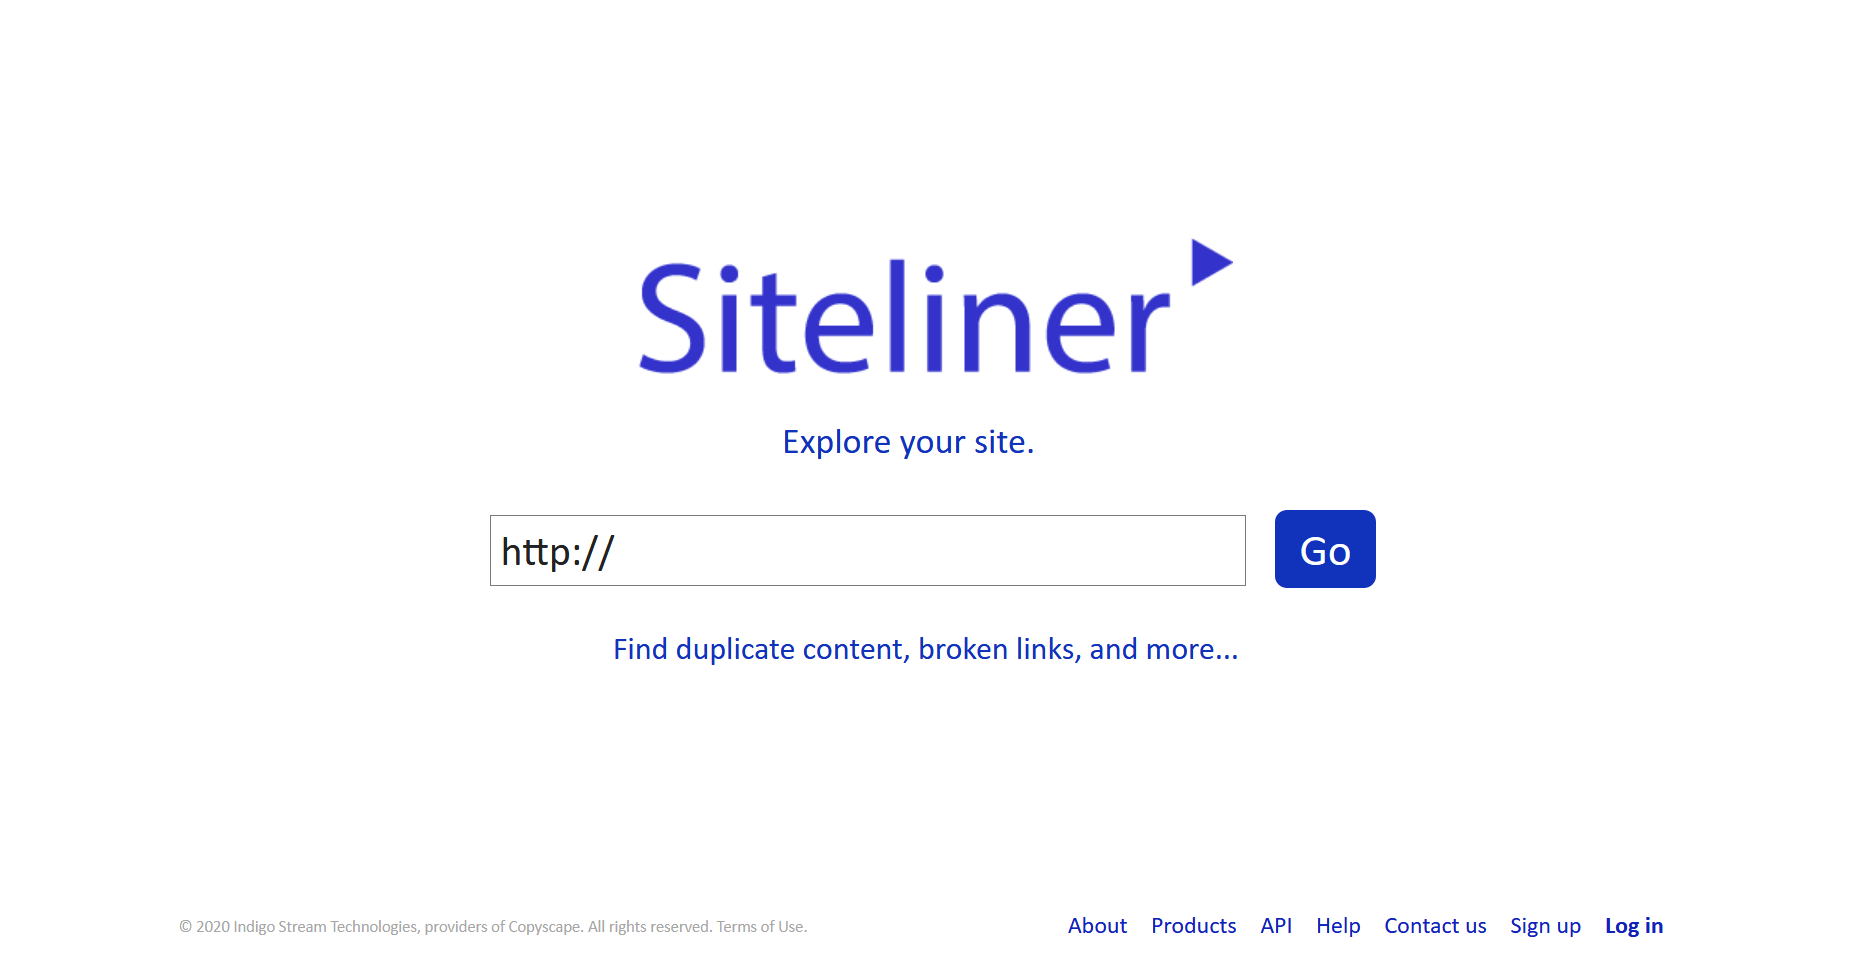 Siteliner
Explore your site.
http://
Go
Find duplicate content, broken links, and more...
© 2020 Indigo Stream Technologies, providers of Copyscape. All rights reserved. Terms of Use.
About Products API Help Contact us Sign up Log in